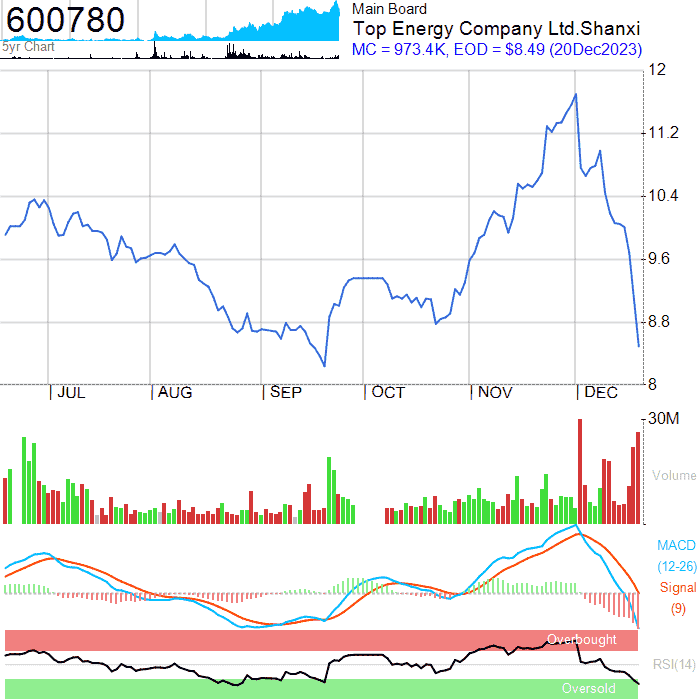 600780
5yr Chart
Main Board
Top Energy Company Ltd.Shanxi
MC = 973.4K, EOD = $8.49 (20Dec2023)
12
11.2
10.4
9.6
8.8
8
JUL AUG SEP OCT NOV DEC
30M
Volume
MACD
(12-26)
Signal
(9)
Overbought
RSI(14)
Oversold